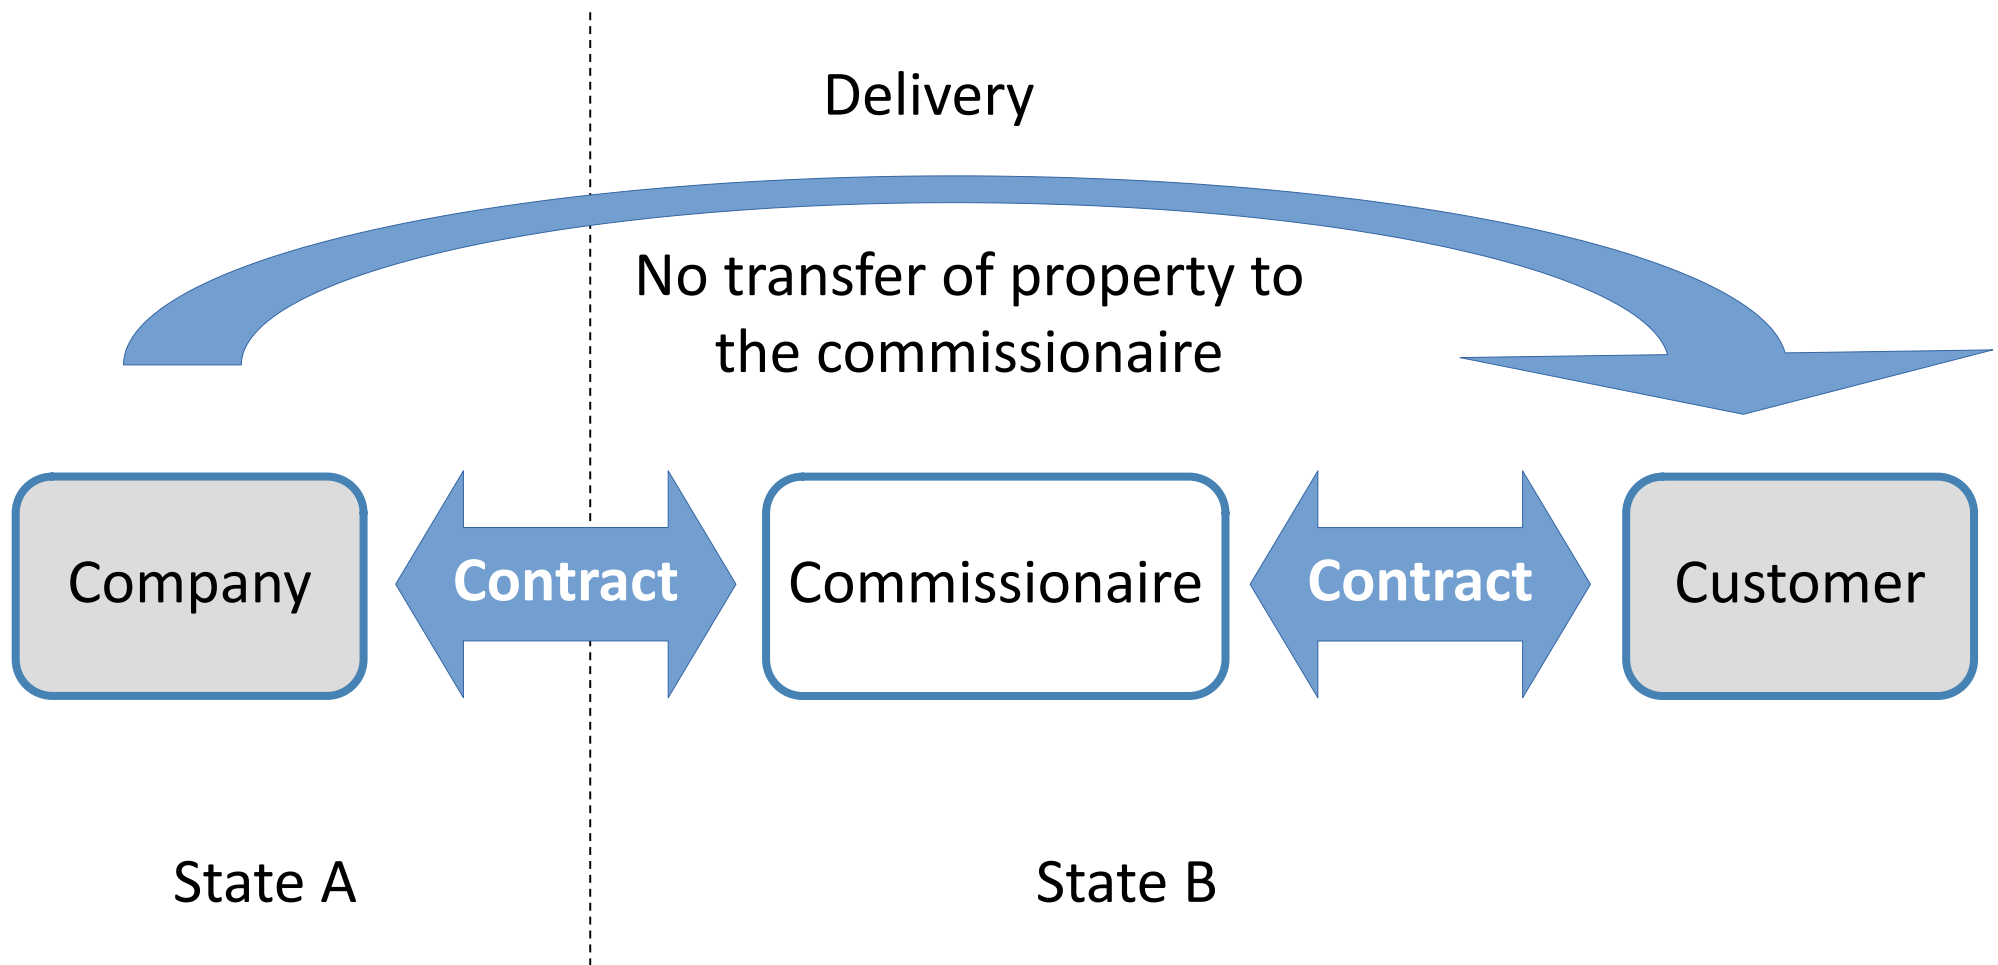 Delivery
No transfer of property to
the commissionaire
Company
Contract
Commissionaire
Contract
Customer
State A
State B